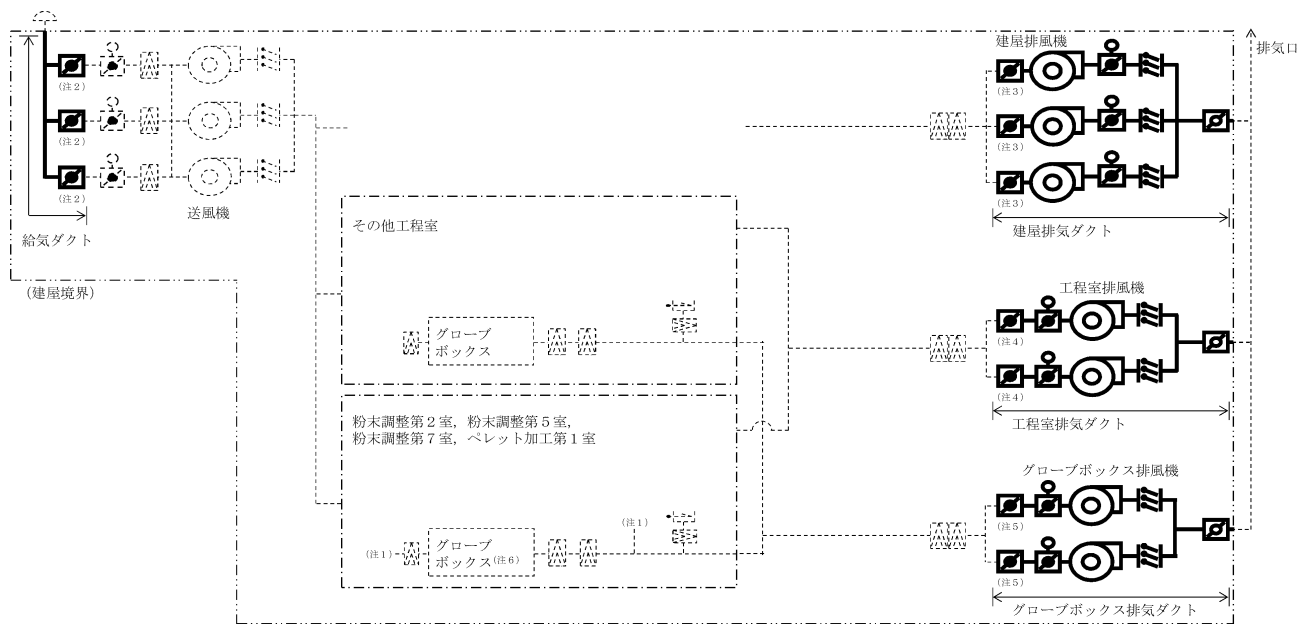 建屋排風機
排気口
(注2)
(注3)
(注2)
(注3)
(注2)
(注3)
送風機
給気ダクト
建屋排気ダクト
その他工程室
(建屋境界)
工程室排風機
グローブ
ボックス
(注4)
(注4)
工程室排気ダクト
粉末調整第2室，粉末調整第5室，
粉末調整第7室，ペレット加工第1室
グローブボックス排風機
(注1)
(注5)
(注1)
グローブ
ボックス(注6)
(注5)
グローブボックス排気ダクト